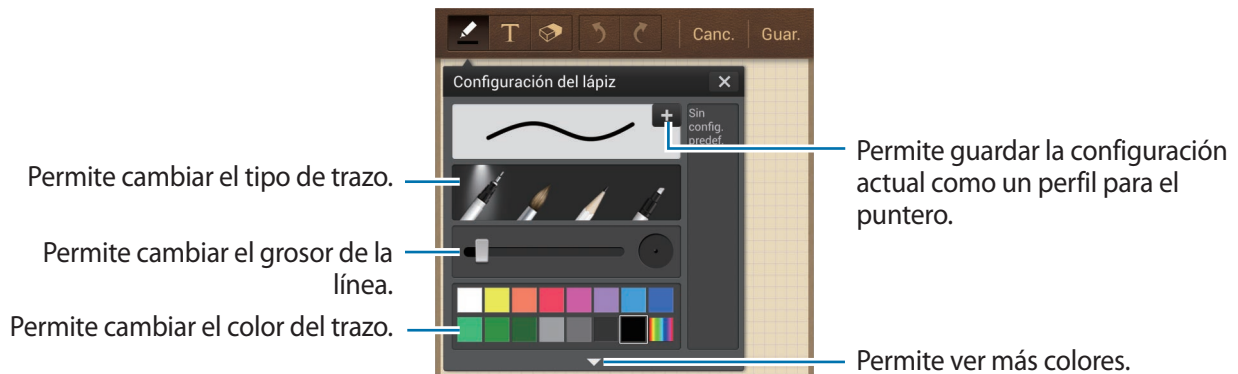 T Canc. Guar.
Configuración del lápiz
Sin
config.
predef.
Permite cambiar el tipo de trazo.
Permite cambiar el grosor de la
línea.
Permite cambiar el color del trazo.
Permite guardar la configuración
actual como un perfil para el
puntero.
Permite ver más colores.